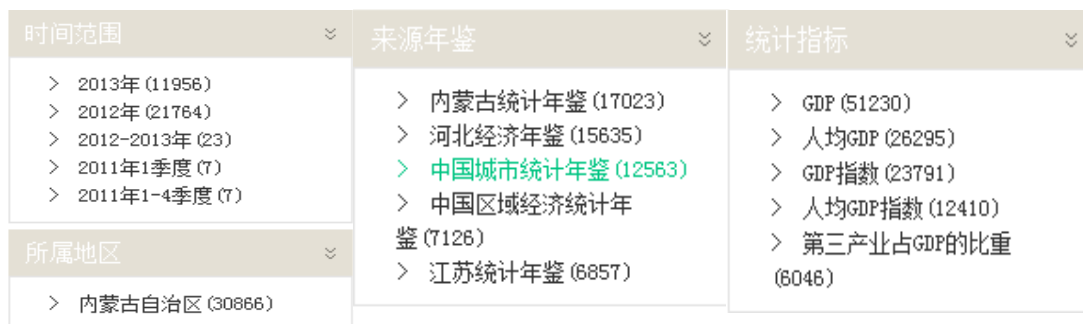 时间范围
2013年(11956)
2012年(21764)
2012-2013年(23)
2011年1季度(7)
2011年1-4季度(7)
所属地区
内蒙古自治区(30866)
来源年鉴
内蒙古统计年鉴(17023)
河北经济年鉴(15635)
中国城市统计年鉴(12563)
中国区域经济统计年
鉴(7126)
江苏统计年鉴(6857)
统计指标
GDP(51230)
人均GDP(26295)
GDP指数(23791)
人均GDP指数(12410)
第三产业占GDP的比重
(6046)